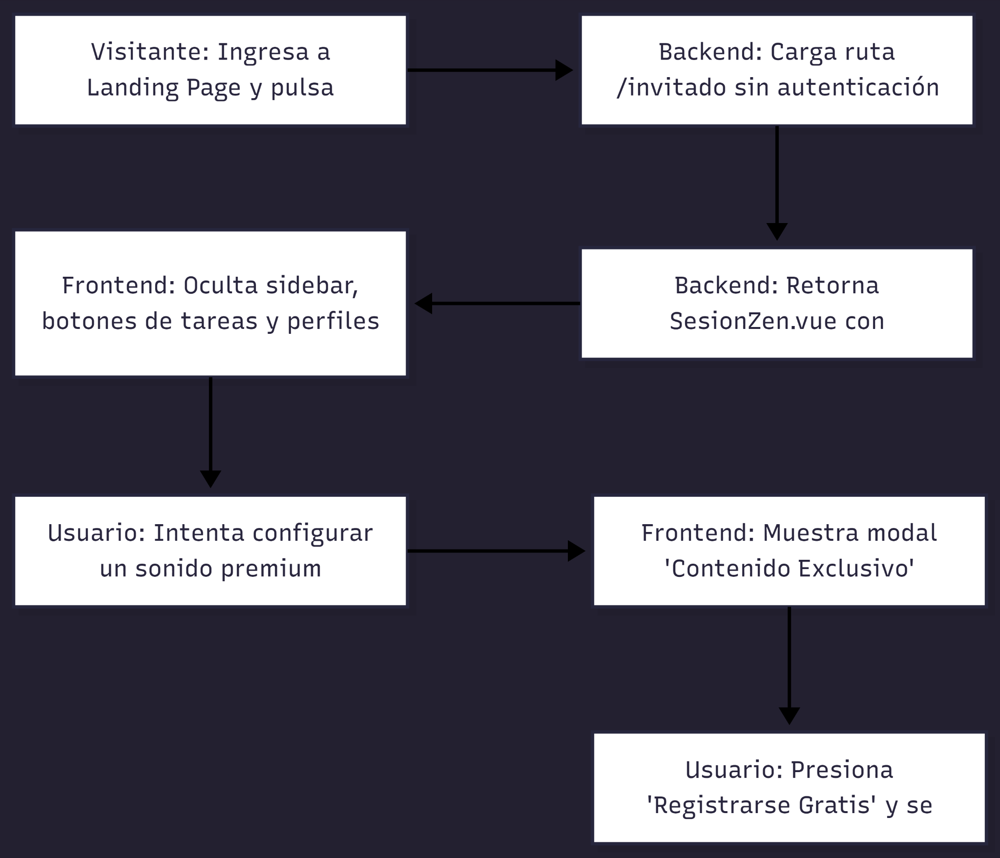 Visitante: Ingresa a
Landing Page y pulsa
Backend: Carga ruta
/invitado sin autenticación
Backend: Retorna
SesionZen.vue con
Frontend: Oculta sidebar,
botones de tareas y perfiles
Usuario: Intenta configurar
un sonido premium
Frontend: Muestra modal
'Contenido Exclusivo'
Usuario: Presiona
'Registrarse Gratis' y se